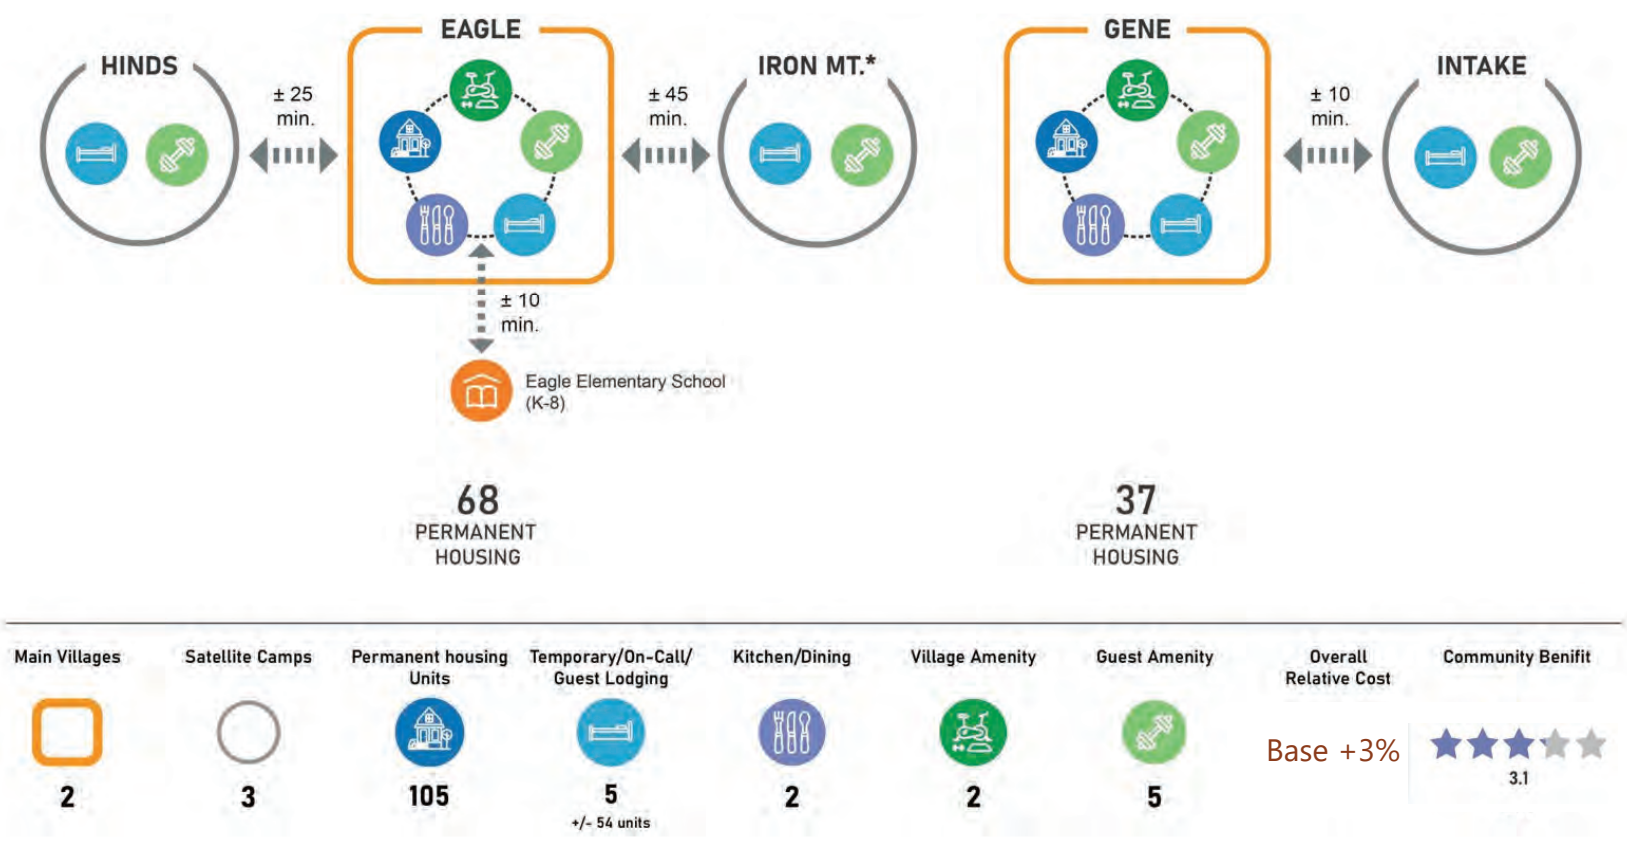 EAGLE
GENE
HINDS
IRON MT.*
INTAKE
± 25
min.
± 45
min.
± 10
min.
± 10
min.
Eagle Elementary School
(K-8)
68
PERMANENT
HOUSING
37
PERMANENT
HOUSING
Main Villages
2
Satellite Camps
3
Permanent housing
Units
105
Temporary/On-Call/
Guest Lodging
5
+/- 54 units
Kitchen/Dining
2
Village Amenity
2
Guest Amenity
5
Overall
Relative Cost
Base +3%
Community Benifit
3.1